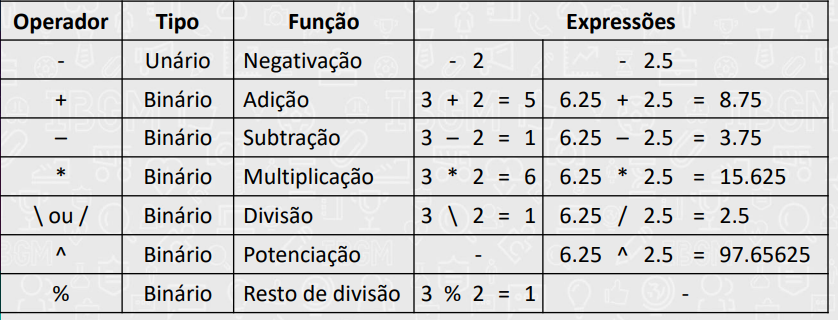 Operador Tipo Função Expressões
- Unário Negativação - 2 - 2.5
+ Binário Adição 3 + 2 = 5 6.25 + 2.5 = 8.75
– Binário Subtração 3 – 2 = 1 6.25 – 2.5 = 3.75
* Binário Multiplicação 3 * 2 = 6 6.25 * 2.5 = 15.625
\ ou / Binário Divisão 3 \ 2 = 1 6.25 / 2.5 = 2.5
^ Binário Potenciação - 6.25 ^ 2.5 = 97.65625
% Binário Resto de divisão 3 % 2 = 1 -